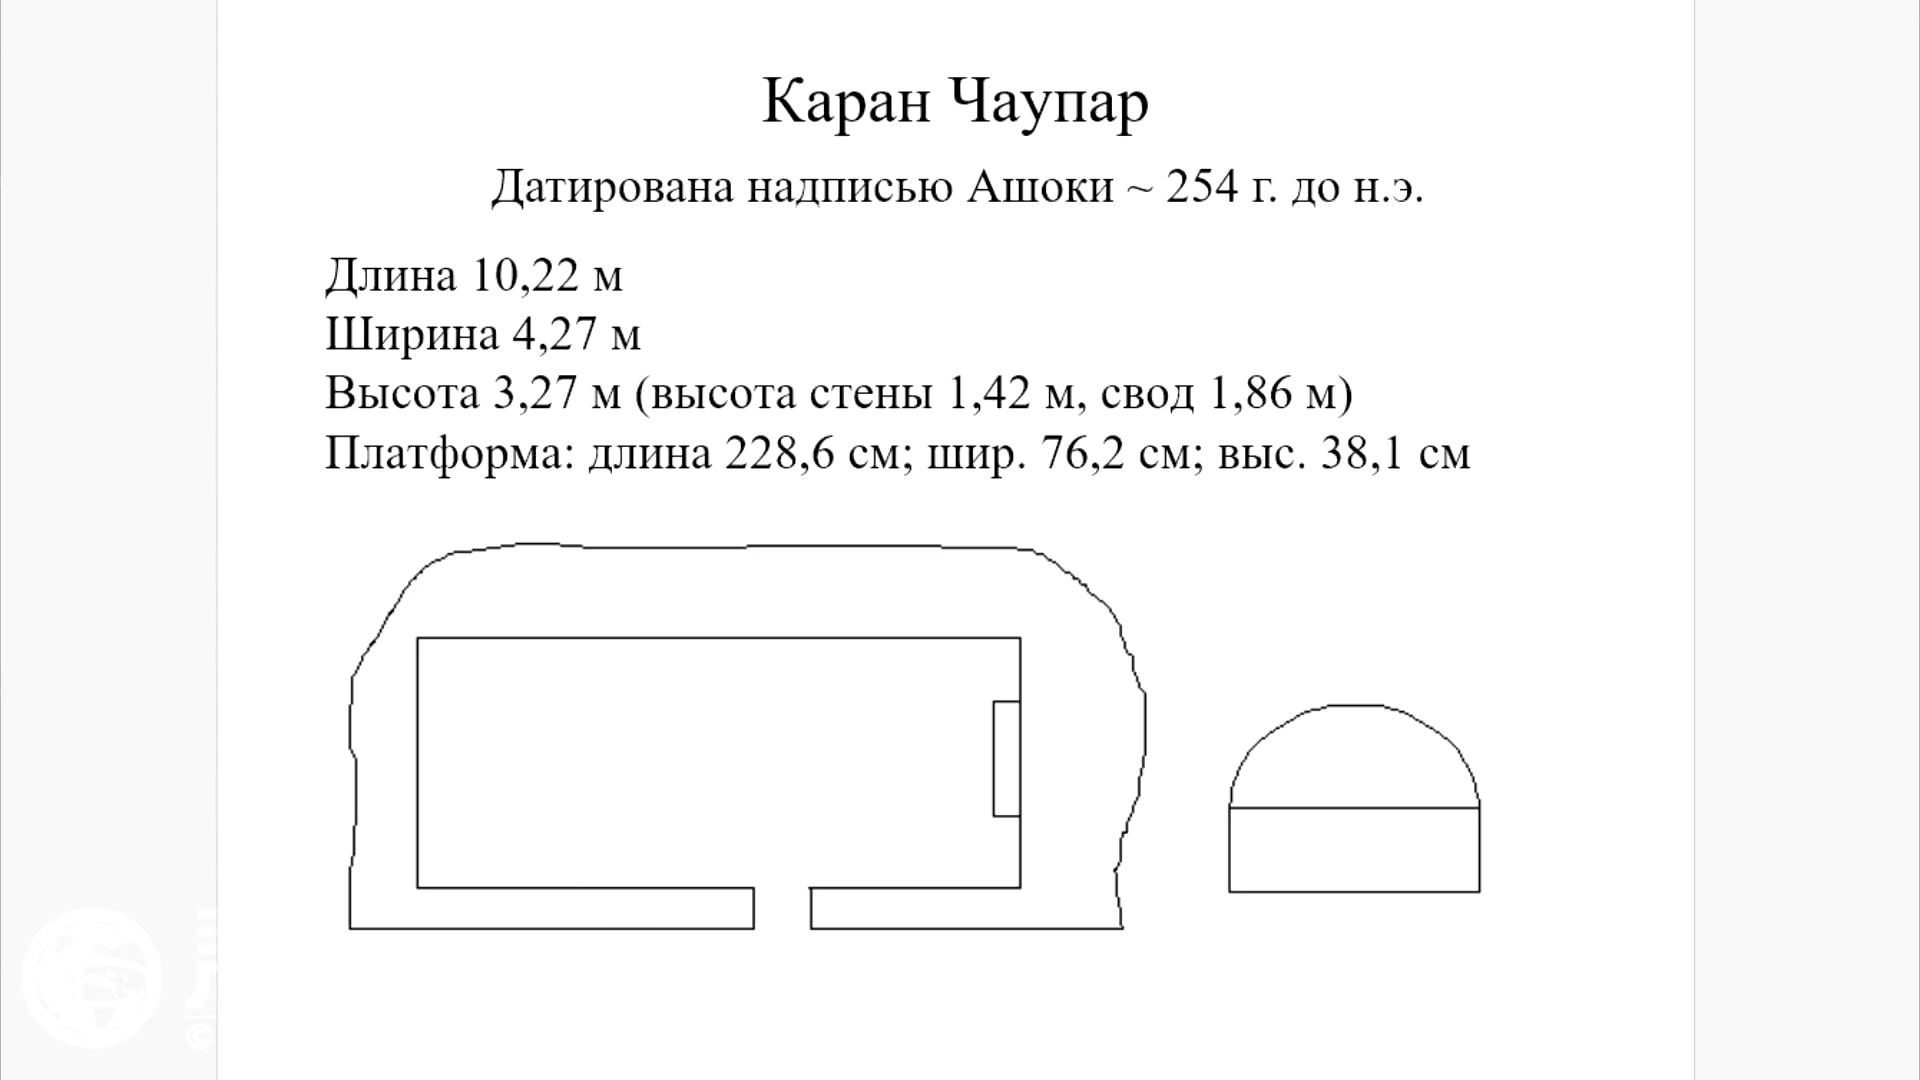 Каран Чаупар
Датирована надписью Ашоки ~ 254 г. до н.э.
Длина 10,22 м
Ширина 4,27 м
Высота 3,27 м (высота стены 1,42 м, свод 1,86 м)
Платформа: длина 228,6 см; шир. 76,2 см; выс. 38,1 см